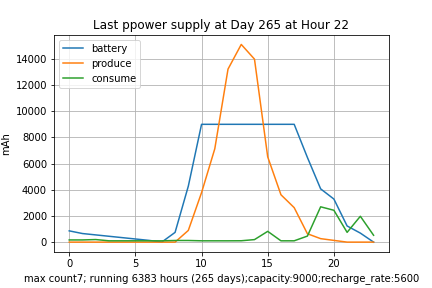 Last ppower supply at Day 265 at Hour 22
battery
produce
consume
14000
12000
10000
8000
6000
4000
2000
0
mAh
0 5 10 15 20
max count7; running 6383 hours (265 days);capacity:9000;recharge_rate:5600